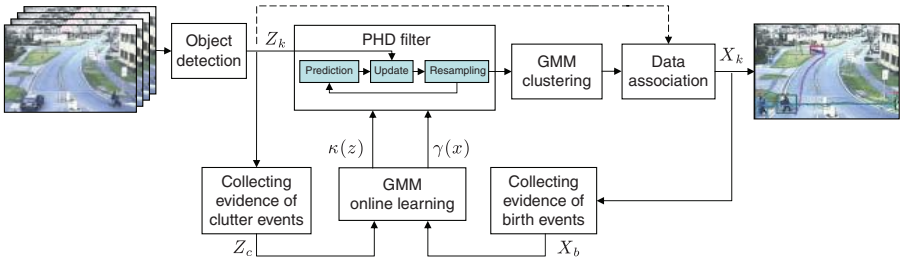 Object
detection
Z_k
PHD filter
Prediction
Update
Resampling
GMM
clustering
Data
association
X_k
κ(z)
γ(x)
Collecting
evidence of
clutter events
GMM
online learning
Collecting
evidence of
birth events
Z_c
X_b